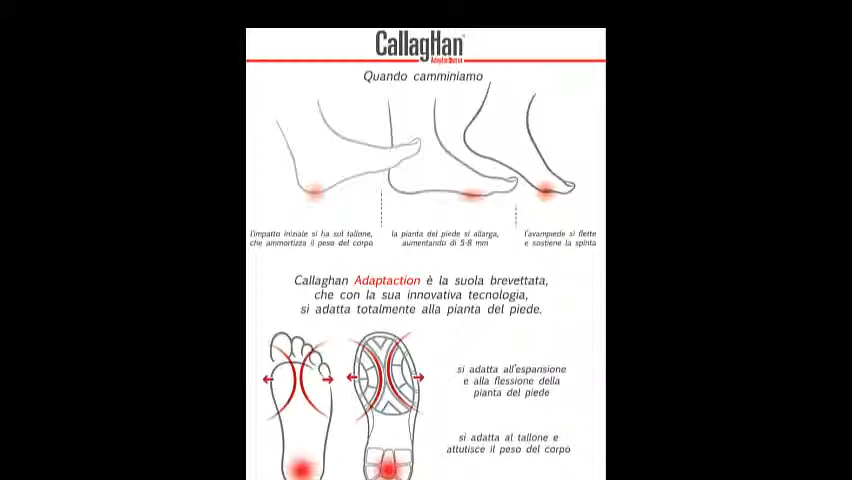 CallagHan
Adaptaction
Quando camminiamo
l'impatto ininale si ha sul tallone,
che ammortizza il peso del corpo
la pianta del piede si allarga,
aumentando di 5-8 mm
l'avampiede si flette
e sostiene la spinta
Callaghan Adaptaction è la suola brevettata,
che con la sua innovativa tecnologia,
si adatta totalmente alla pianta del piede.
si adatta all'espansione
e alla flessione della
pianta del piede
si adatta al tallone e
attutisce il peso del corpo